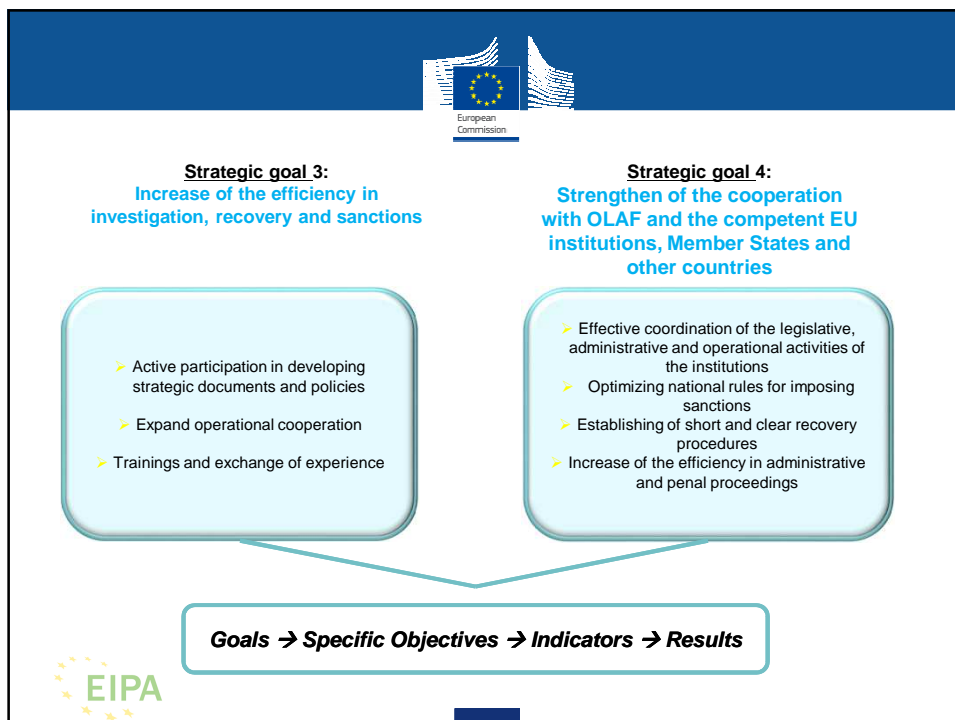 European
Commission
Strategic goal 3:
Increase of the efficiency in
investigation, recovery and sanctions
Strategic goal 4:
Strengthen of the cooperation
with OLAF and the competent EU
institutions, Member States and
other countries
➢ Active participation in developing
strategic documents and policies
➢ Expand operational cooperation
➢ Trainings and exchange of experience
➢ Effective coordination of the legislative,
administrative and operational activities of
the institutions
➢ Optimizing national rules for imposing
sanctions
➢ Establishing of short and clear recovery
procedures
➢ Increase of the efficiency in administrative
and penal proceedings
Goals → Specific Objectives → Indicators → Results
EIPA